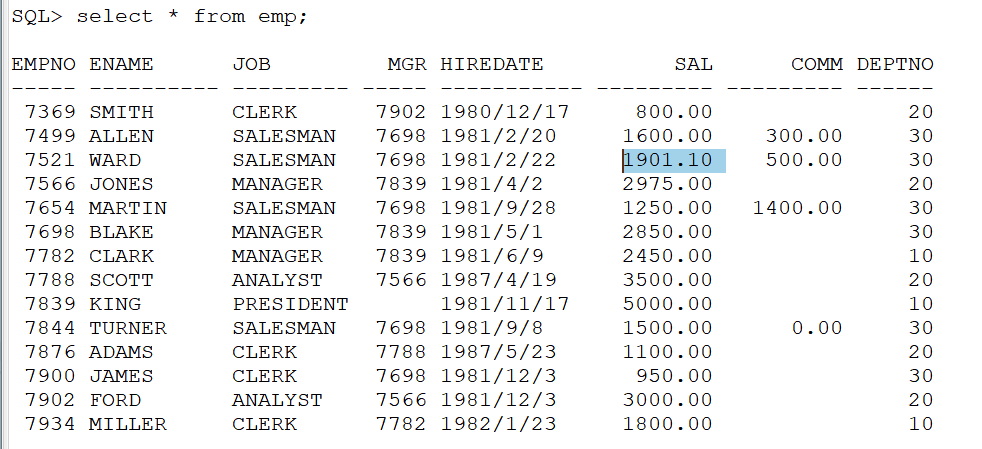 SQL> select * from emp;
EMPNO ENAME      JOB         MGR HIREDATE          SAL      COMM DEPTNO
----- ---------- --------- ----- ----------- --------- --------- ------
 7369 SMITH      CLERK      7902 1980/12/17     800.00               20
 7499 ALLEN      SALESMAN   7698 1981/2/20     1600.00    300.00     30
 7521 WARD       SALESMAN   7698 1981/2/22     1901.10    500.00     30
 7566 JONES      MANAGER    7839 1981/4/2      2975.00               20
 7654 MARTIN     SALESMAN   7698 1981/9/28     1250.00   1400.00     30
 7698 BLAKE      MANAGER    7839 1981/5/1      2850.00               30
 7782 CLARK      MANAGER    7839 1981/6/9      2450.00               10
 7788 SCOTT      ANALYST    7566 1987/4/19     3500.00               20
 7839 KING       PRESIDENT       1981/11/17    5000.00               10
 7844 TURNER     SALESMAN   7698 1981/9/8      1500.00      0.00     30
 7876 ADAMS      CLERK      7788 1987/5/23     1100.00               20
 7900 JAMES      CLERK      7698 1981/12/3      950.00               30
 7902 FORD       ANALYST    7566 1981/12/3     3000.00               20
 7934 MILLER     CLERK      7782 1982/1/23     1800.00               10